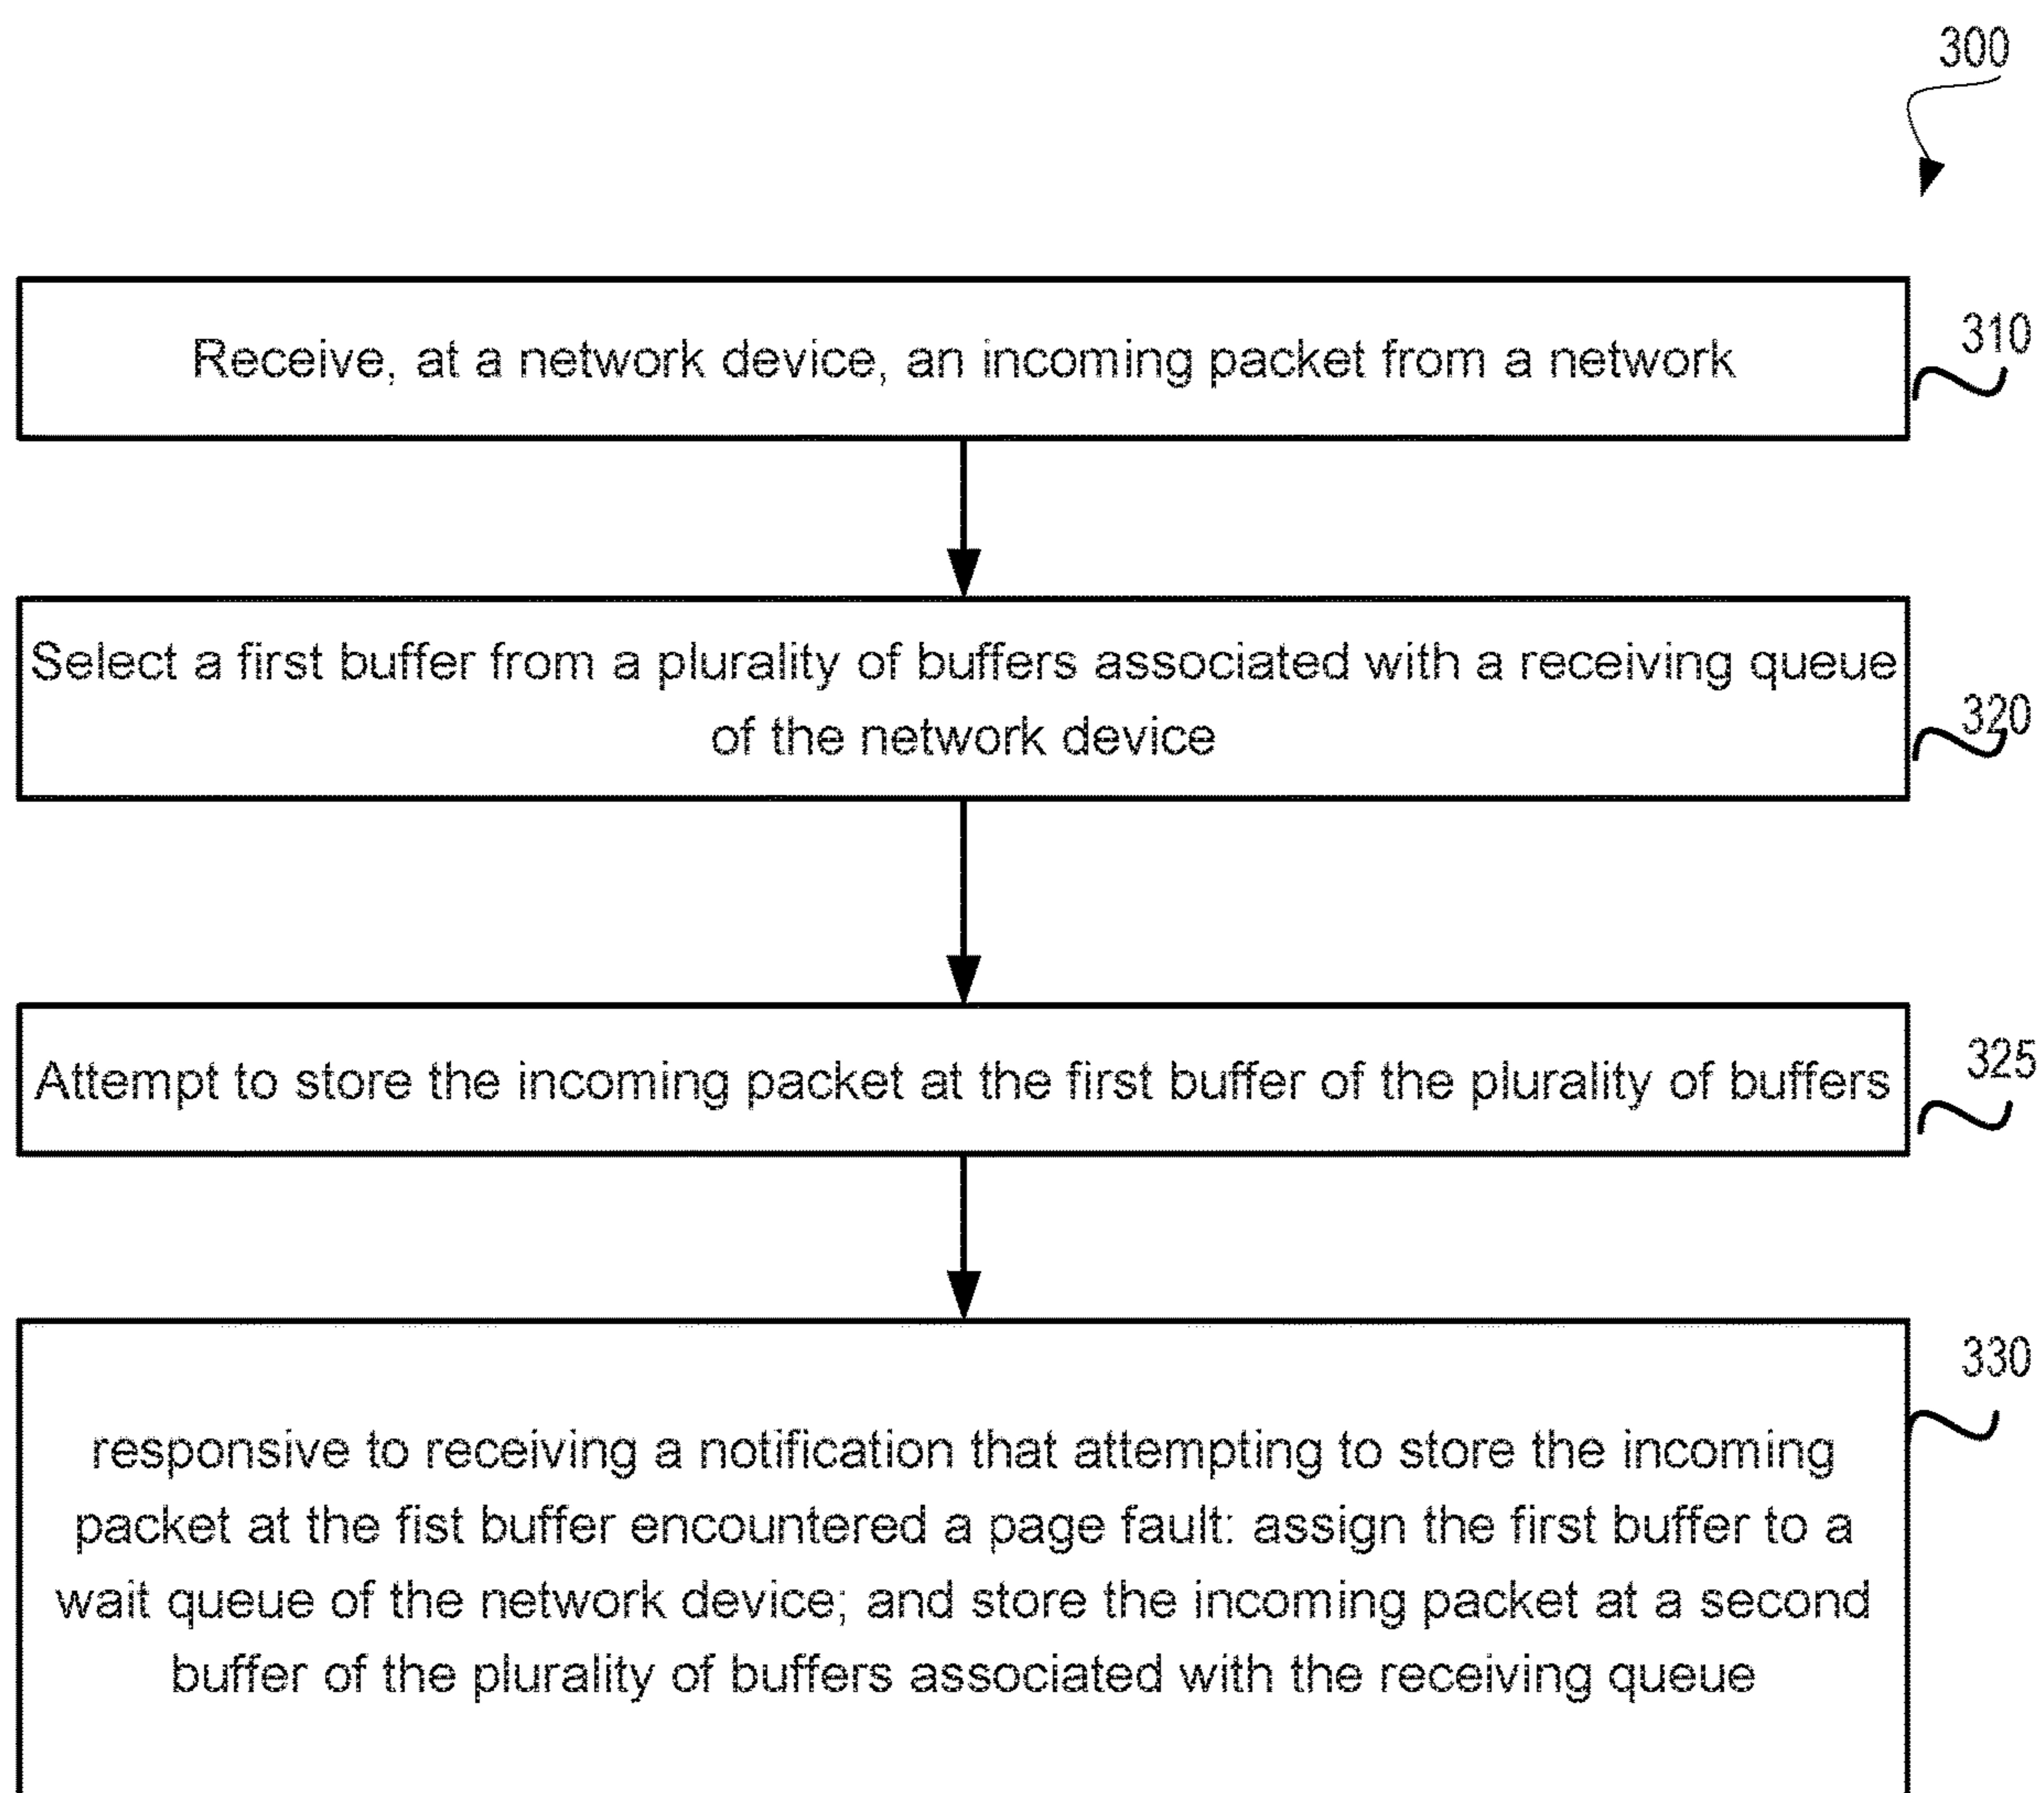 300
Receive, at a network device, an incoming packet from a network
310
Select a first buffer from a plurality of buffers associated with a receiving queue
of the network device
320
Attempt to store the incoming packet at the first buffer of the plurality of buffers
325
330
responsive to receiving a notification that attempting to store the incoming
packet at the fist buffer encountered a page fault: assign the first buffer to a
wait queue of the network device; and store the incoming packet at a second
buffer of the plurality of buffers associated with the receiving queue